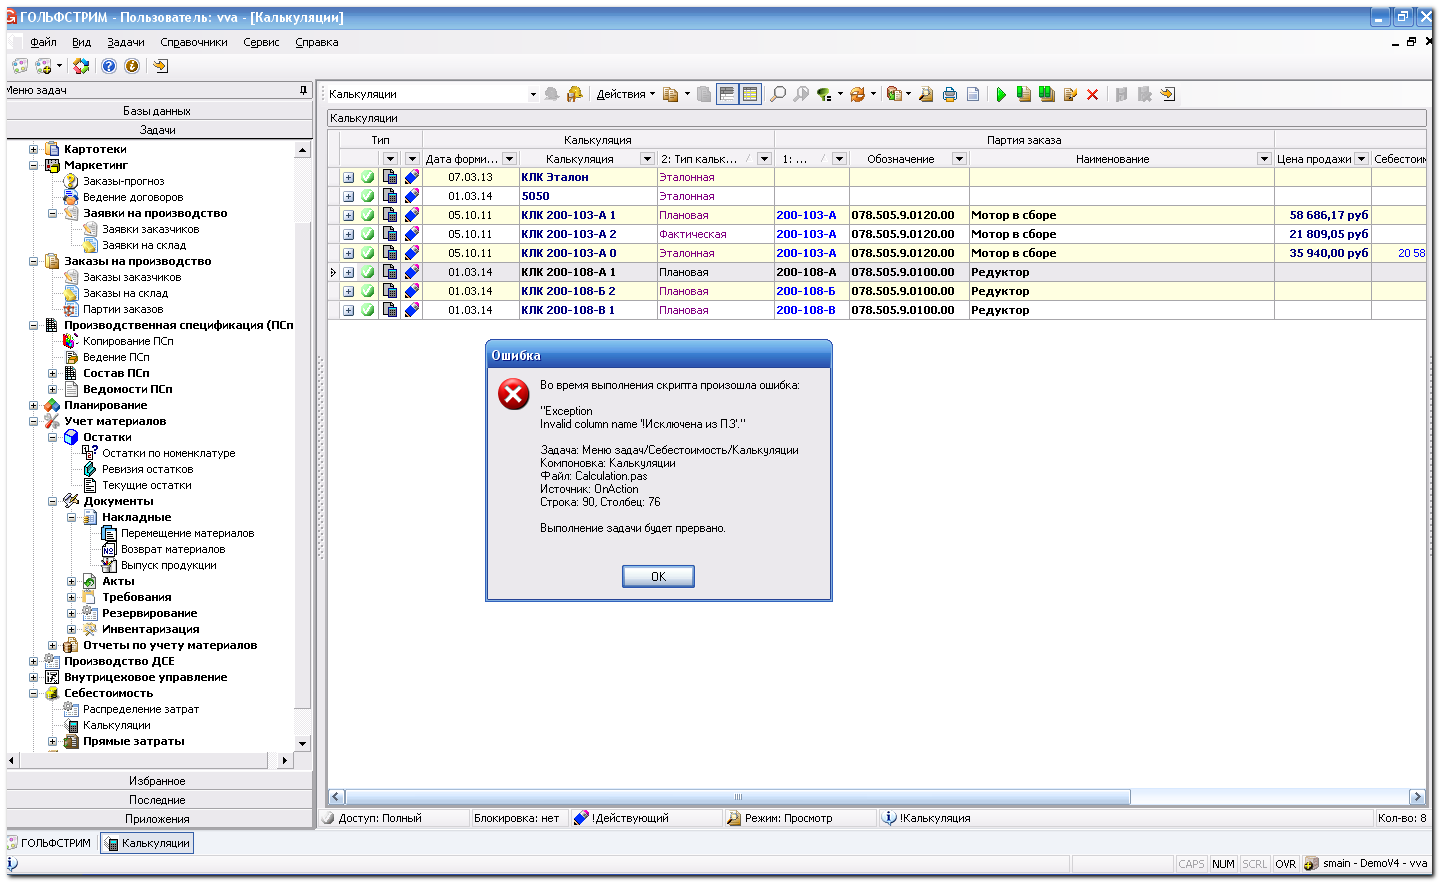 ГОЛЬФСТРИМ - Пользователь: vva - [Калькуляции]
Файл Вид Задачи Справочники Сервис Справка
Меню задач
Базы данных
Задачи
Картотеки
Маркетинг
Заказы-прогноз
Ведение договоров
Заявки на производство
Заявки заказчиков
Заявки на склад
Заказы на производство
Заказы заказчиков
Заказы на склад
Партии заказов
Производственная спецификация (ПСп
Копирование ПСп
Ведение ПСп
Состав ПСп
Ведомости ПСп
Планирование
Учет материалов
Остатки
Остатки по номенклатуре
Ревизия остатков
Текущие остатки
Документы
Накладные
Перемещение материалов
Возврат материалов
Выпуск продукции
Акты
Требования
Резервирование
Инвентаризация
Отчеты по учету материалов
Производство ДСЕ
Внутрицеховое управление
Себестоимость
Распределение затрат
Калькуляции
Прямые затраты
Избранное
Последние
Приложения
Калькуляции Действия
Калькуляции
Тип Калькуляция Партия заказа
Дата форми... Калькуляция 2: Тип кальк... 1: ... Обозначение Наименование Цена продажи Себестоим
07.03.13 КЛК Эталон Эталонная
01.03.14 5050 Эталонная
05.10.11 КЛК 200-103-А 1 Плановая 200-103-А 078.505.9.0120.00 Мотор в сборе 58 686,17 руб
05.10.11 КЛК 200-103-А 2 Фактическая 200-103-А 078.505.9.0120.00 Мотор в сборе 21 809,05 руб
05.10.11 КЛК 200-103-А 0 Эталонная 200-103-А 078.505.9.0120.00 Мотор в сборе 35 940,00 руб 20 58
01.03.14 КЛК 200-108-А 1 Плановая 200-108-А 078.505.9.0100.00 Редуктор
01.03.14 КЛК 200-108-Б 2 Плановая 200-108-Б 078.505.9.0100.00 Редуктор
01.03.14 КЛК 200-108-В 1 Плановая 200-108-В 078.505.9.0100.00 Редуктор
Ошибка
Во время выполнения скрипта произошла ошибка:
"Exception
Invalid column name '!Исключена из ПЗ'."
Задача: Меню задач/Себестоимость/Калькуляции
Компоновка: Калькуляции
Файл: Calculation.pas
Источник: OnAction
Строка: 90, Столбец: 76
Выполнение задачи будет прервано.
OK
Доступ: Полный Блокировка: нет !Действующий Режим: Просмотр !Калькуляция Кол-во: 8
ГОЛЬФСТРИМ Калькуляции
CAPS NUM SCRL OVR smain - DemoV4 - vva